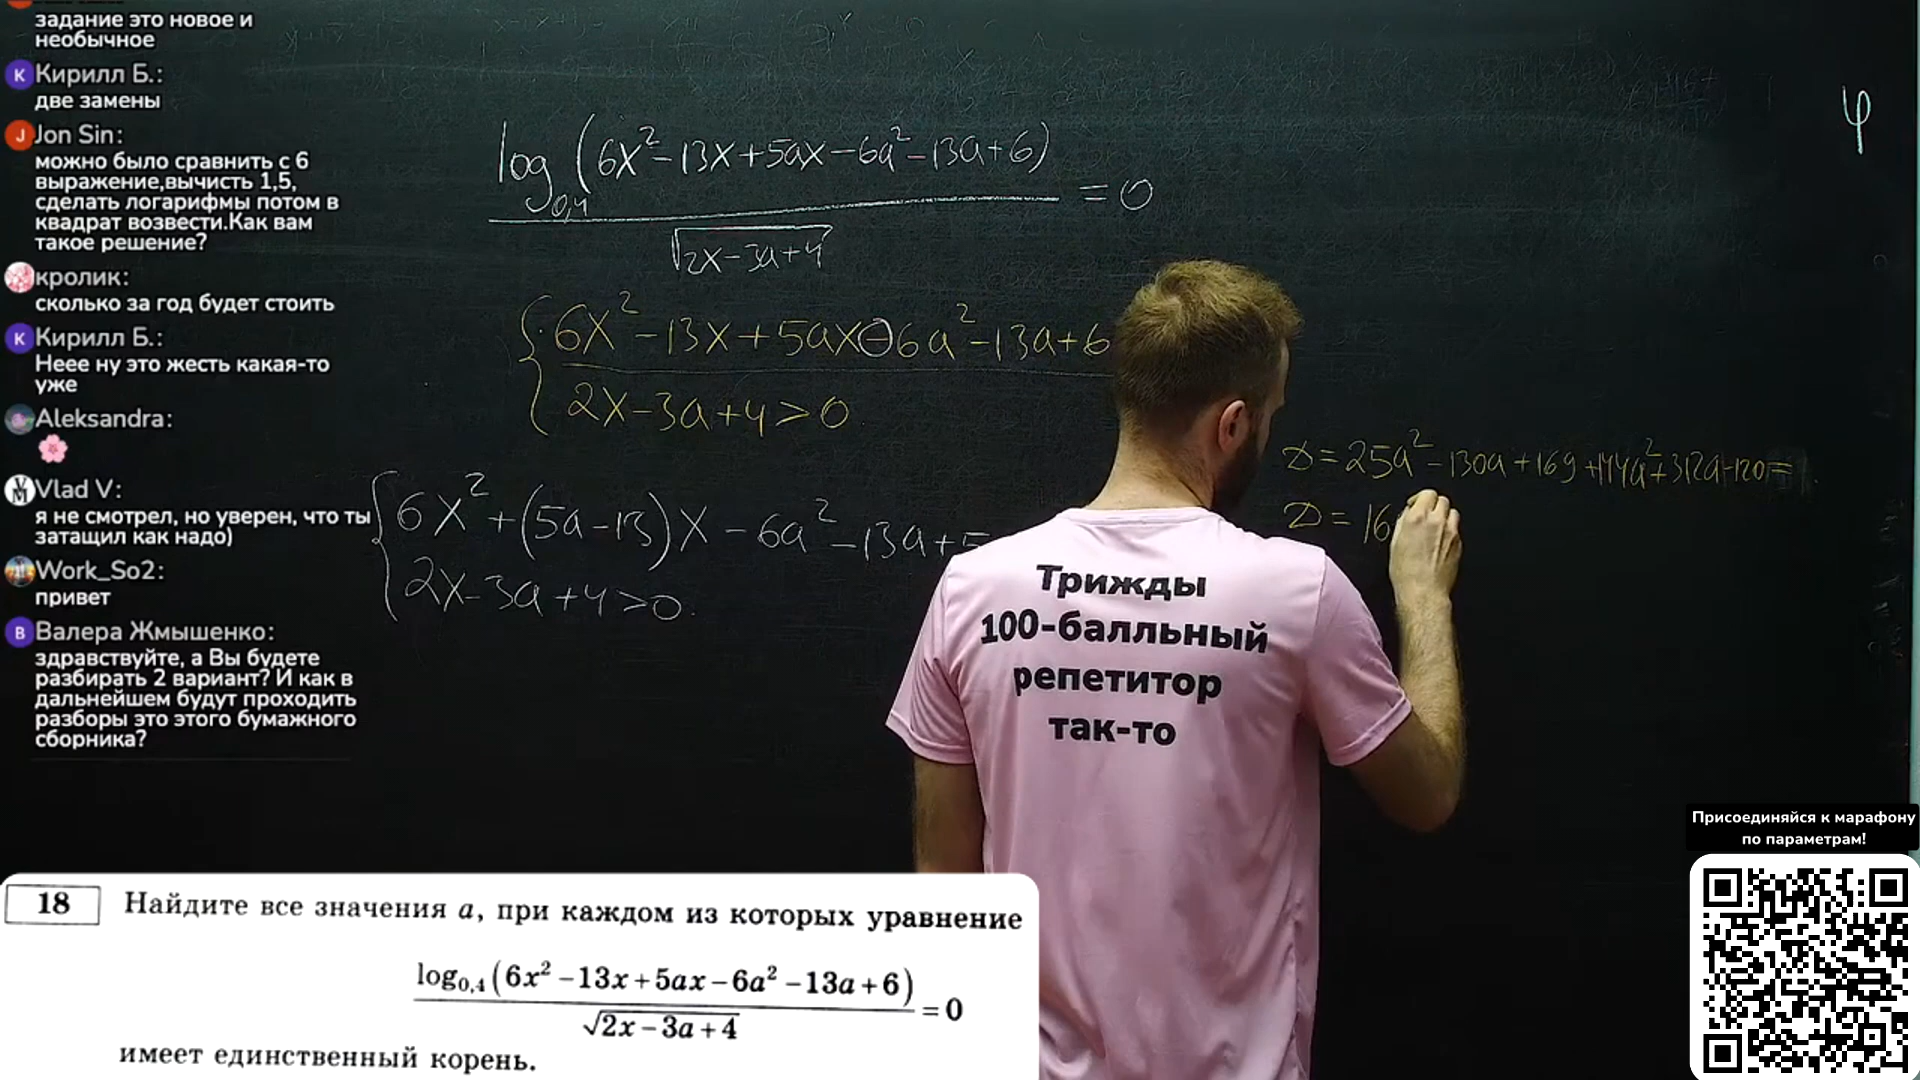 задание это новое и
необычное
Кирилл Б.:
две замены
Jon Sin:
можно было сравнить с 6
выражение,вычисть 1,5,
сделать логарифмы потом в
квадрат возвести.Как вам
такое решение?
кролик:
сколько за год будет стоить
Кирилл Б.:
Неее ну это жесть какая-то
уже
Aleksandra:
🌸
Vlad V:
я не смотрел, но уверен, что ты
затащил как надо)
Work_So2:
привет
Валера Жмышенко:
здравствуйте, а Вы будете
разбирать 2 вариант? И как в
дальнейшем будут проходить
разборы это этого бумажного
сборника?
log₀,₄(6x²-13x+5ax-6a²-13a+6)
= 0
√2x-3a+4
6x²-13x+5ax-6a²-13a+6
2x-3a+4>0
6x²+(5a-13)x-6a²-13a+5
2x-3a+4>0.
φ
D=25a²-130a+169+144a²+312a-120=
D=16
Трижды
100-балльный
репетитор
так-то
Присоединяйся к марафону
по параметрам!
18 Найдите все значения a, при каждом из которых уравнение
log₀,₄(6x²-13x+5ax-6a²-13a+6)
= 0
√2x-3a+4
имеет единственный корень.